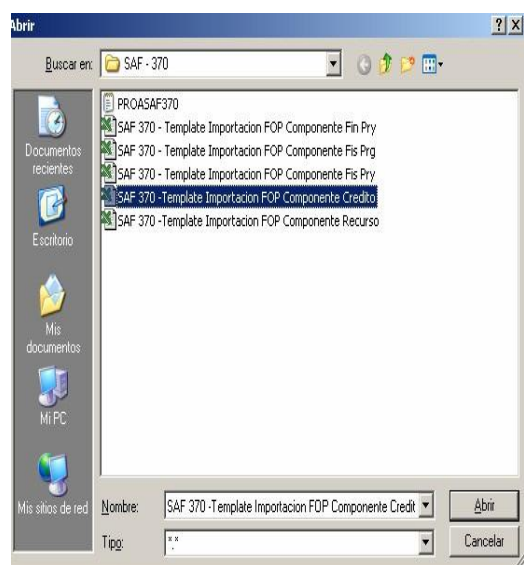 Abrir
Buscar en: SAF - 370
PROASAF370
SAF 370 - Template Importacion FOP Componente Fin Pry
SAF 370 - Template Importacion FOP Componente Fis Prg
SAF 370 - Template Importacion FOP Componente Fis Pry
SAF 370 -Template Importacion FOP Componente Credito
SAF 370 -Template Importacion FOP Componente Recurso
Documentos
recientes
Escritorio
Mis
documentos
Mi PC
Mis sitios de red
Nombre: SAF 370 -Template Importacion FOP Componente Credit Abrir
Tipo: *.* Cancelar